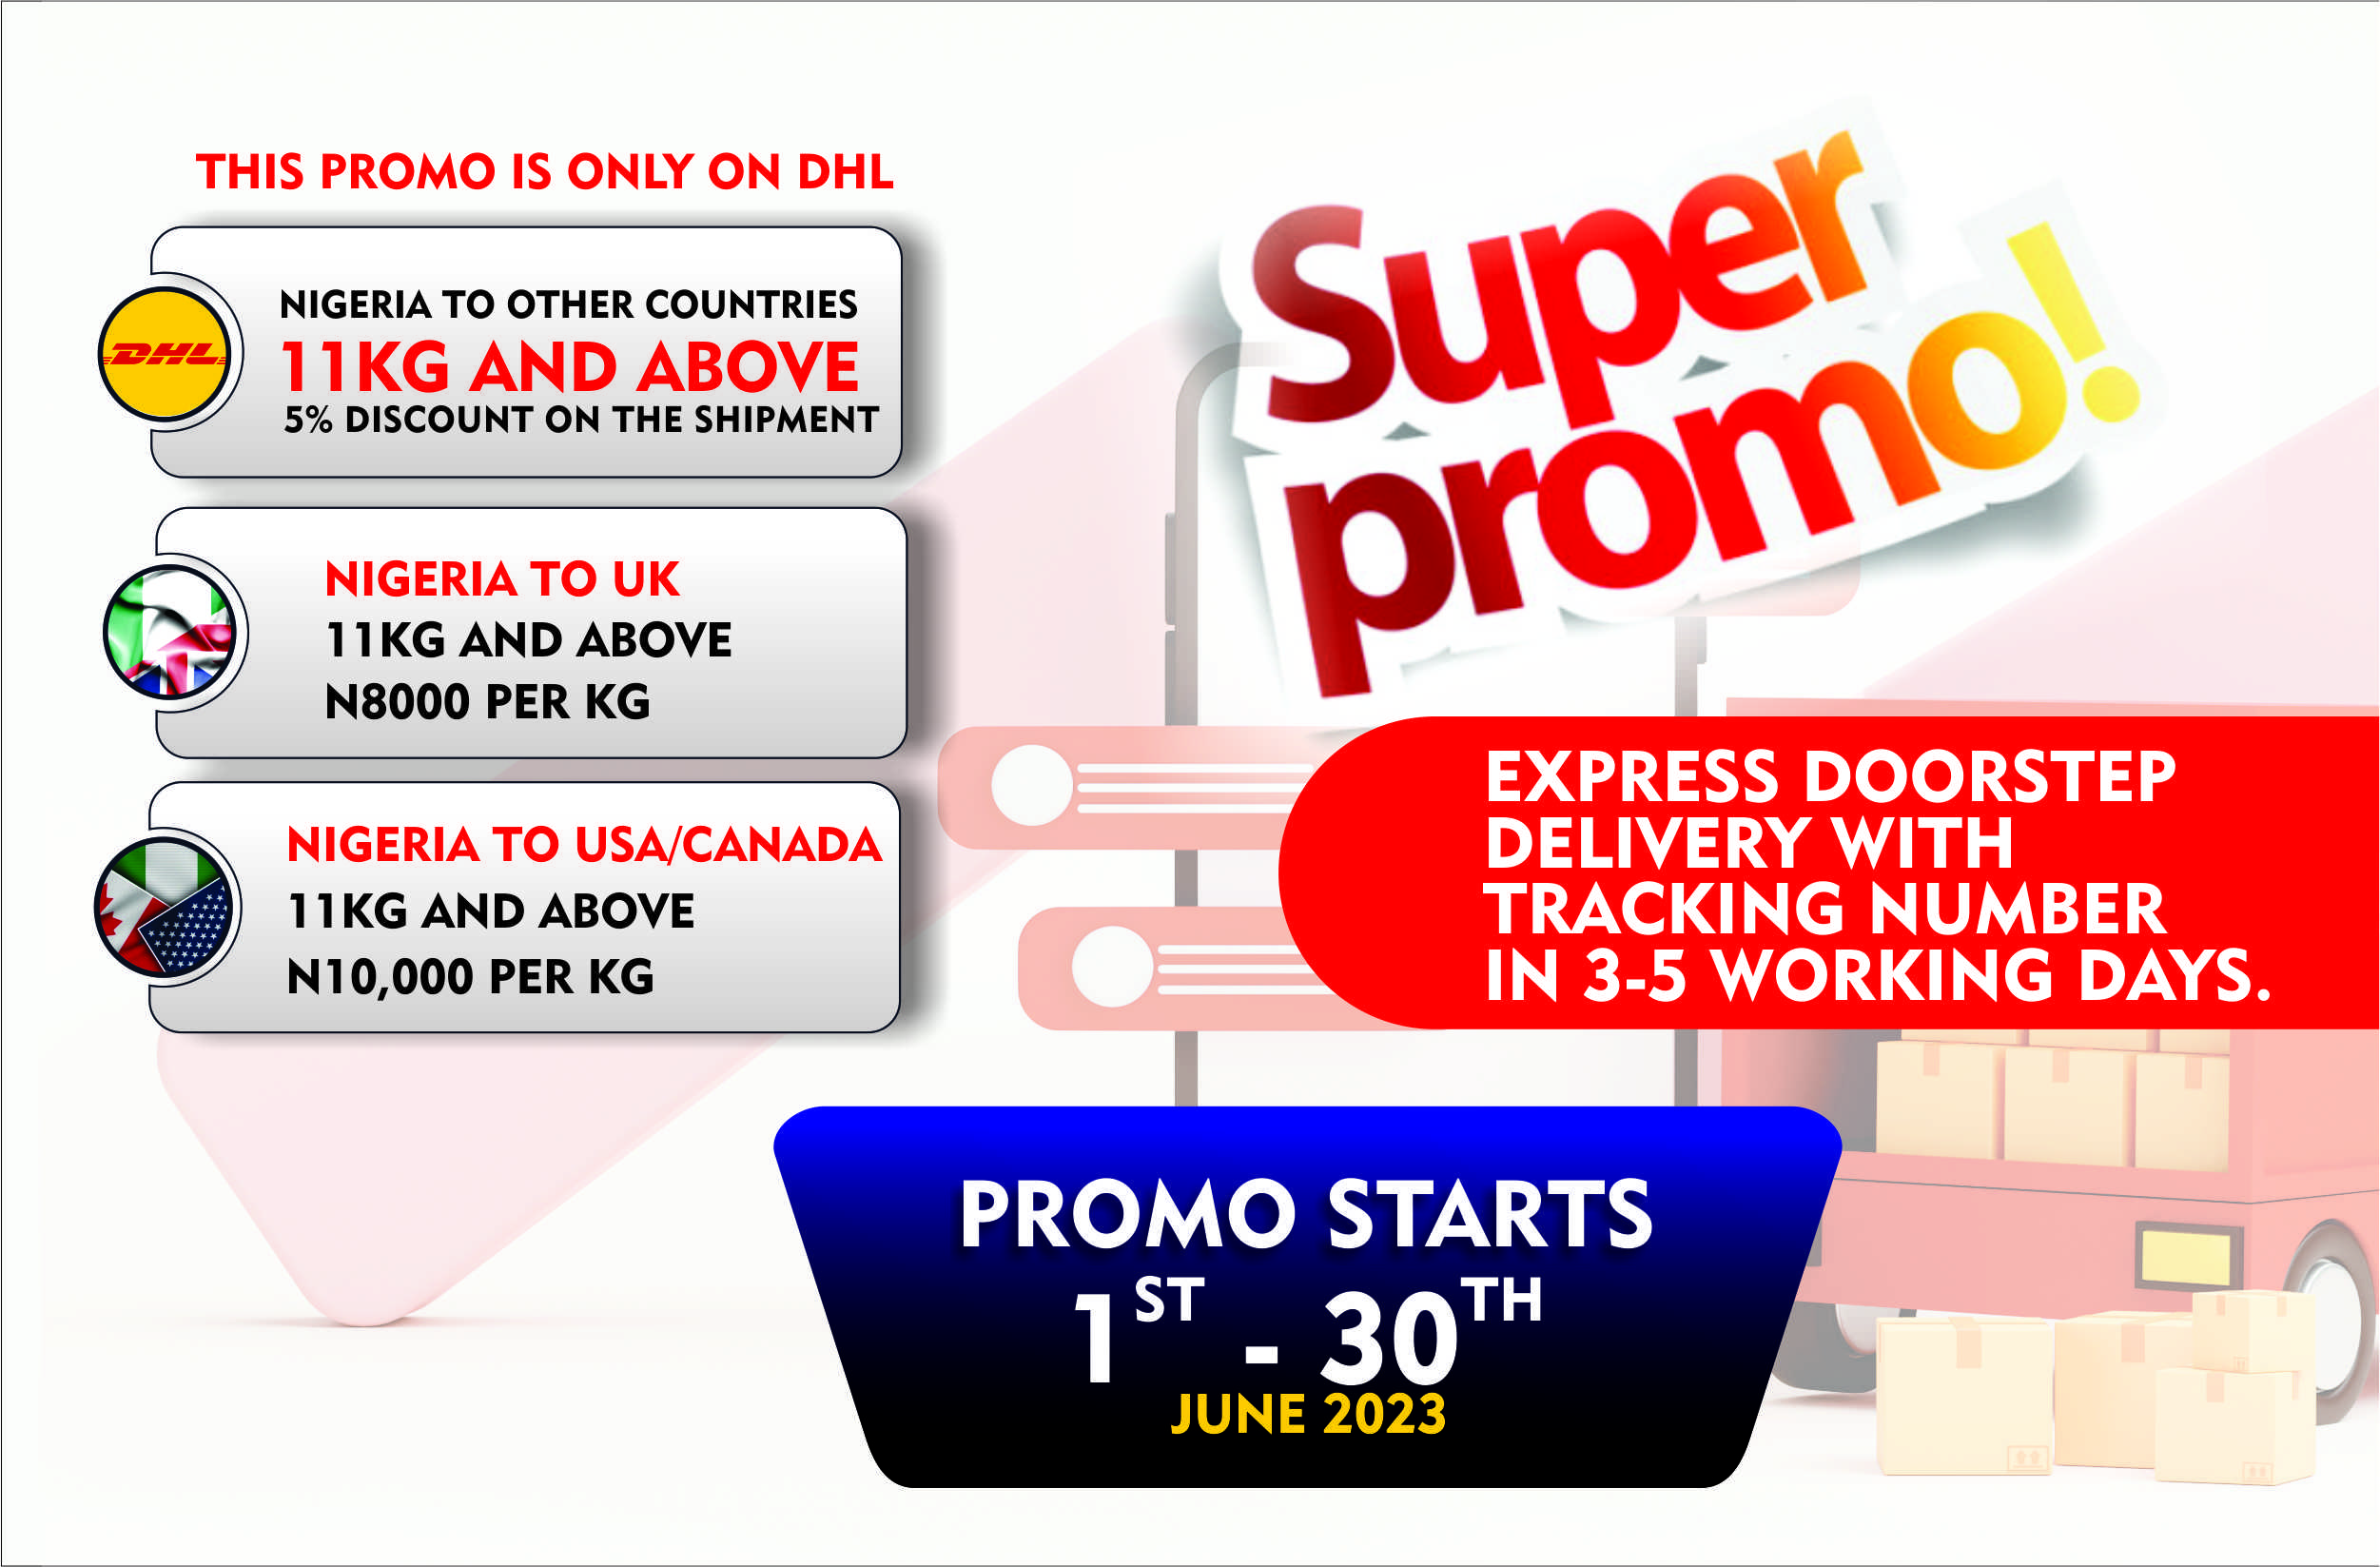 THIS PROMO IS ONLY ON DHL
DHL
NIGERIA TO OTHER COUNTRIES
11KG AND ABOVE
5% DISCOUNT ON THE SHIPMENT
NIGERIA TO UK
11KG AND ABOVE
N8000 PER KG
NIGERIA TO USA/CANADA
11KG AND ABOVE
N10,000 PER KG
Super
promo!
EXPRESS DOORSTEP
DELIVERY WITH
TRACKING NUMBER
IN 3-5 WORKING DAYS.
PROMO STARTS
1ST - 30TH
JUNE 2023